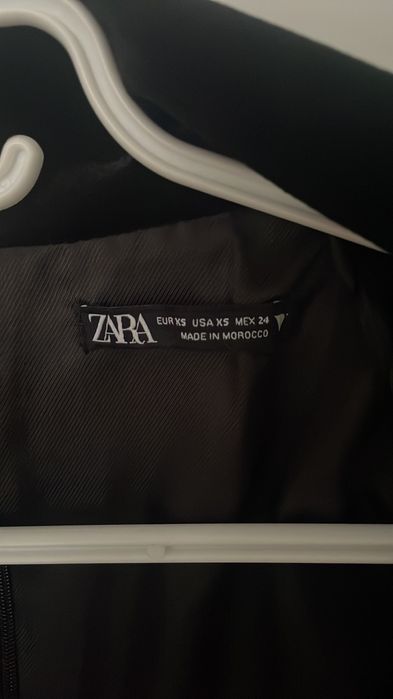 ZARA
EUR XS USA XS MEX 24
MADE IN MOROCCO